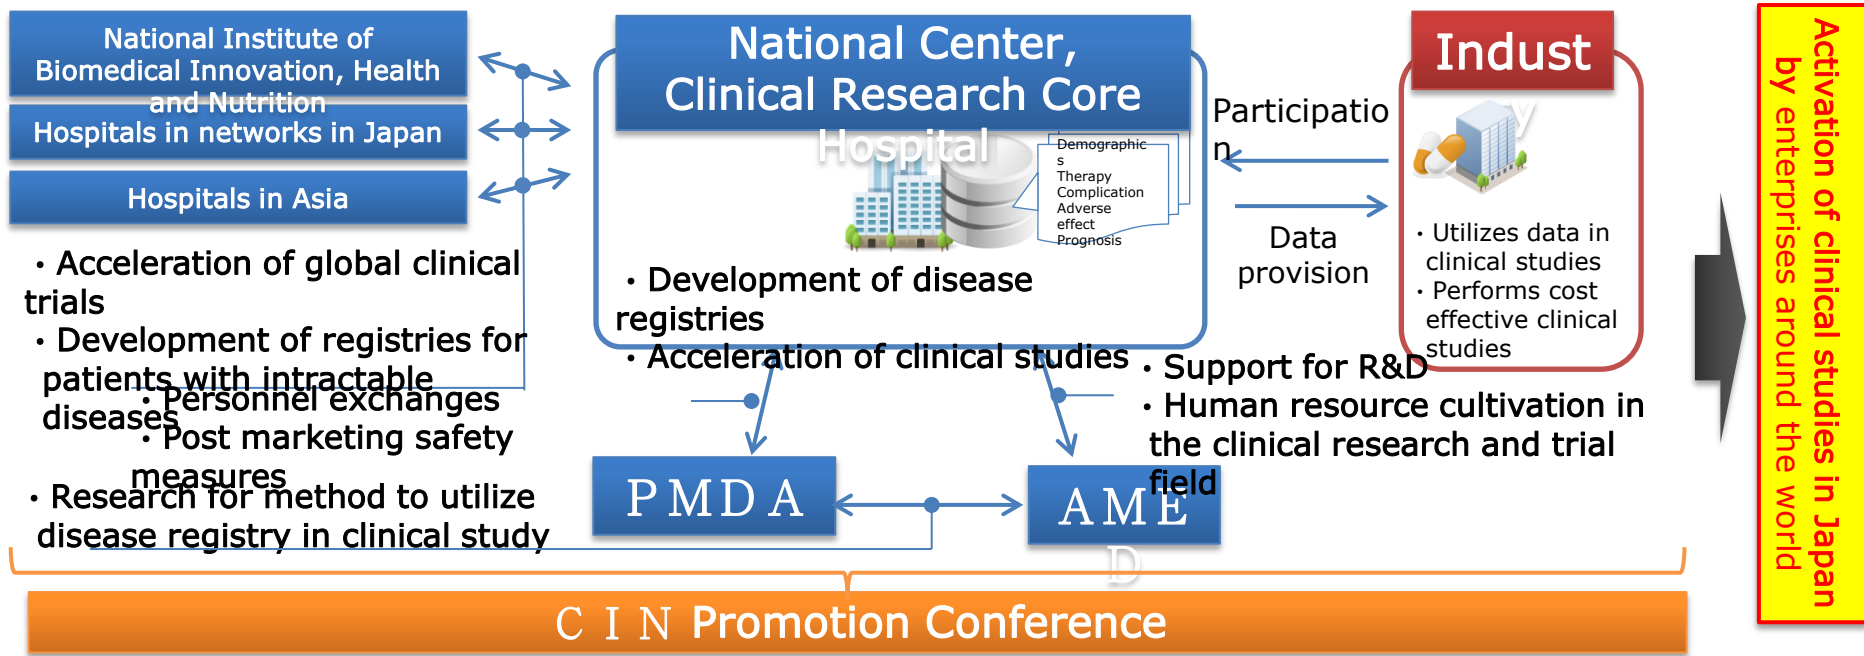 National Institute of
Biomedical Innovation, Health
and Nutrition
Hospitals in networks in Japan
Hospitals in Asia
・Acceleration of global clinical
trials
・Development of registries for
patients with intractable
diseases
・Personnel exchanges
・Post marketing safety
measures
・Research for method to utilize
disease registry in clinical study
National Center,
Clinical Research Core
Hospital
Demographic
s
Therapy
Complication
Adverse
effect
Prognosis
・Development of disease
registries
・Acceleration of clinical studies
Participatio
n
Data
provision
Indust
y
・Utilizes data in
clinical studies
・Performs cost
effective clinical
studies
・Support for R&D
・Human resource cultivation in
the clinical research and trial
field
ＰＭＤＡ
ＡＭＥ
Ｄ
ＣＩＮ Promotion Conference
Activation of clinical studies in Japan
by enterprises around the world